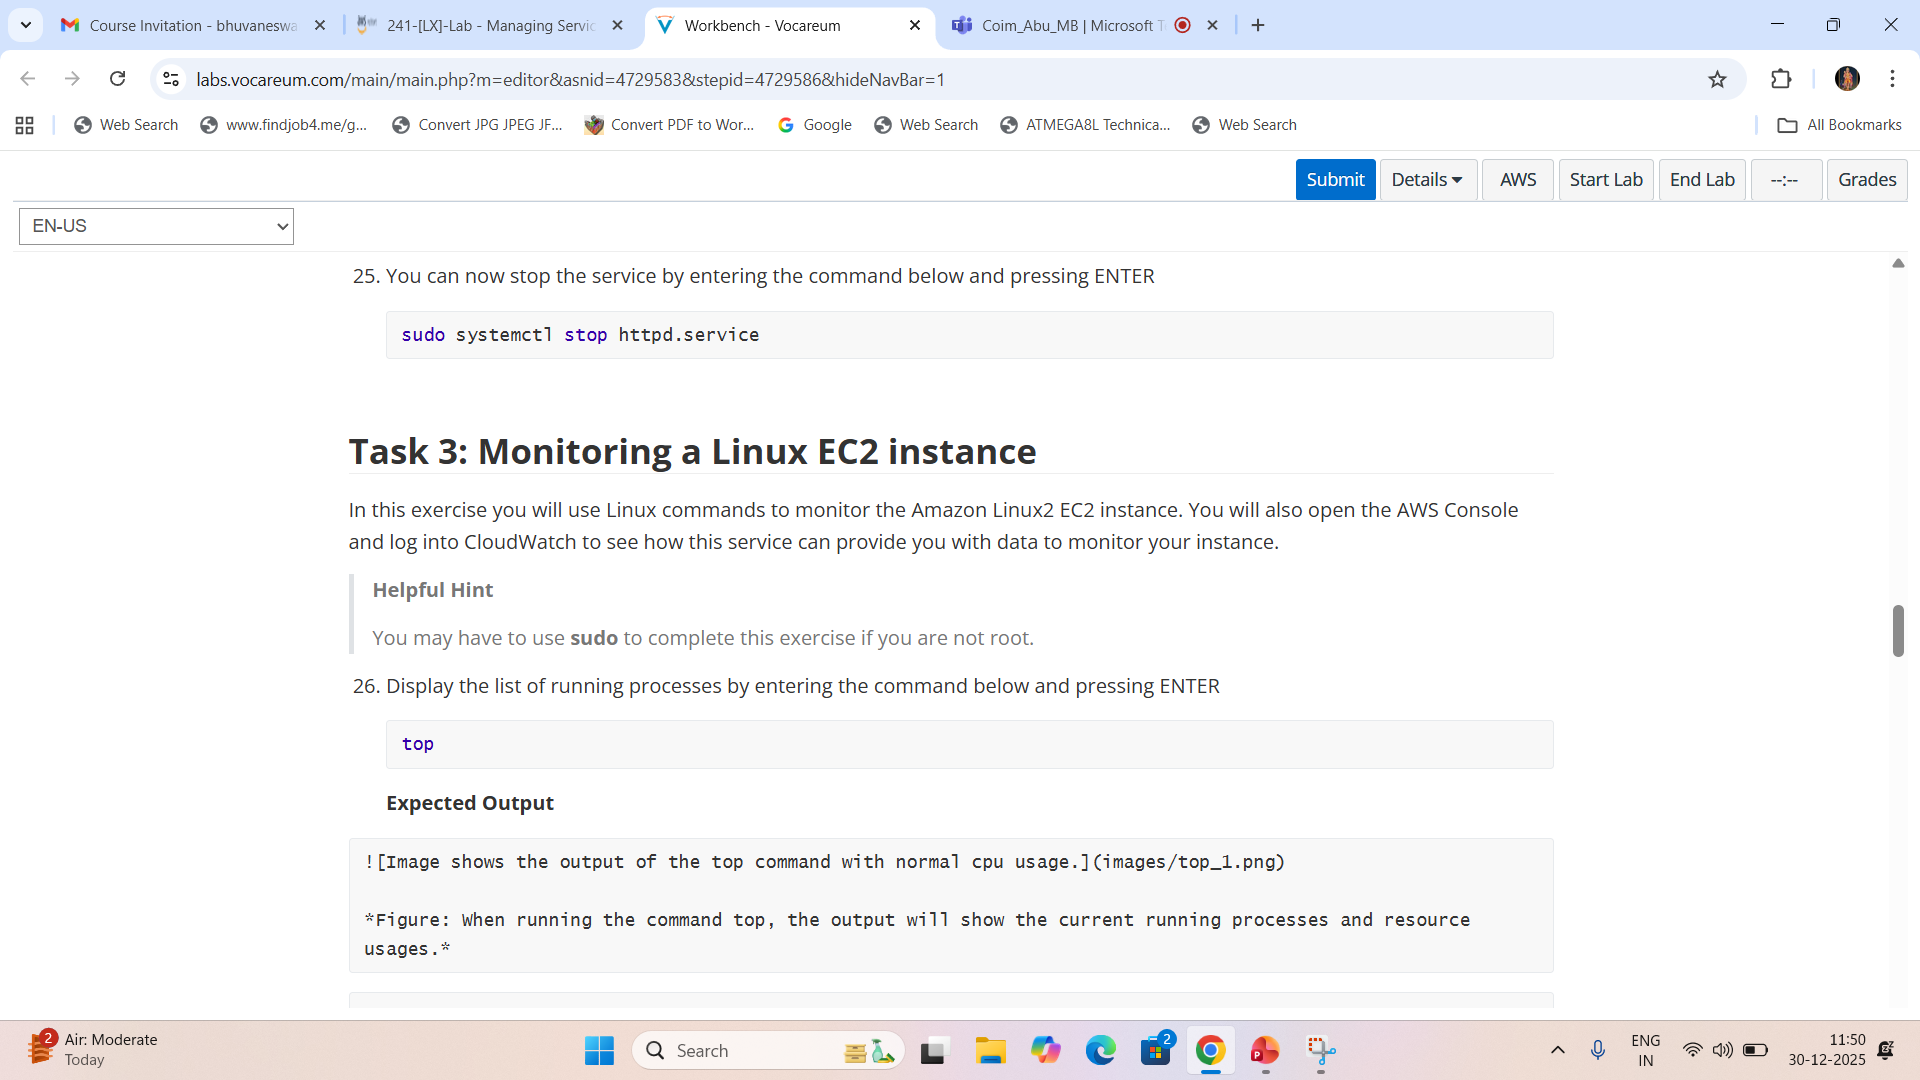 Course Invitation - bhuvaneswa
241-[LX]-Lab - Managing Servic
Workbench - Vocareum
Coim_Abu_MB | Microsoft T
labs.vocareum.com/main/main.php?m=editor&asnid=4729583&stepid=4729586&hideNavBar=1
Web Search
www.findjob4.me/g...
Convert JPG JPEG JF...
Convert PDF to Wor...
Google
Web Search
ATMEGA8L Technica...
Web Search
All Bookmarks
Submit
Details
AWS
Start Lab
End Lab
--:--
Grades
EN-US
25. You can now stop the service by entering the command below and pressing ENTER
sudo systemctl stop httpd.service
Task 3: Monitoring a Linux EC2 instance
In this exercise you will use Linux commands to monitor the Amazon Linux2 EC2 instance. You will also open the AWS Console
and log into CloudWatch to see how this service can provide you with data to monitor your instance.
Helpful Hint
You may have to use sudo to complete this exercise if you are not root.
26. Display the list of running processes by entering the command below and pressing ENTER
top
Expected Output
![Image shows the output of the top command with normal cpu usage.](images/top_1.png)
*Figure: When running the command top, the output will show the current running processes and resource
usages.*
2
Air: Moderate
Today
Search
2
ENG
IN
11:50
30-12-2025